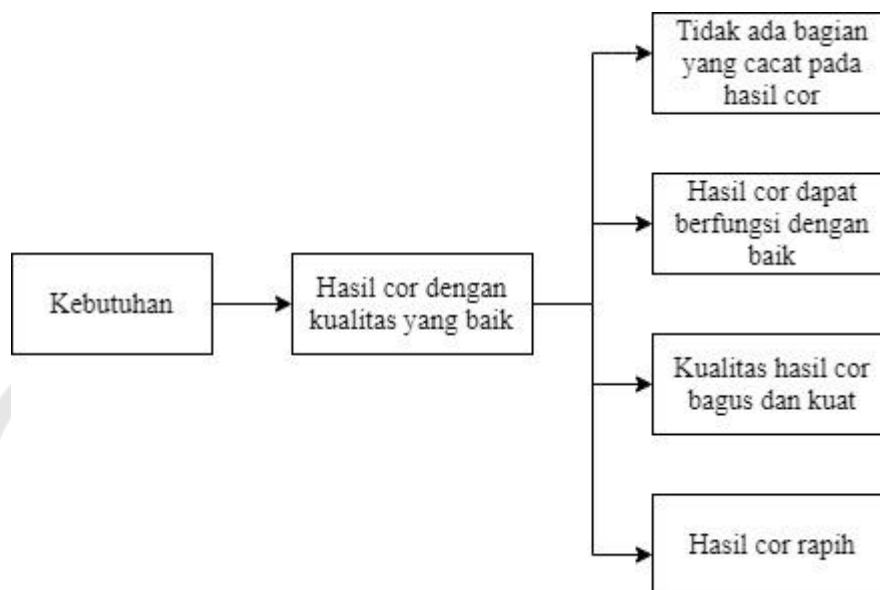 Tidak ada bagian
yang cacat pada
hasil cor
Hasil cor dapat
berfungsi dengan
baik
Kebutuhan
Hasil cor dengan
kualitas yang baik
Kualitas hasil cor
bagus dan kuat
Hasil cor rapih